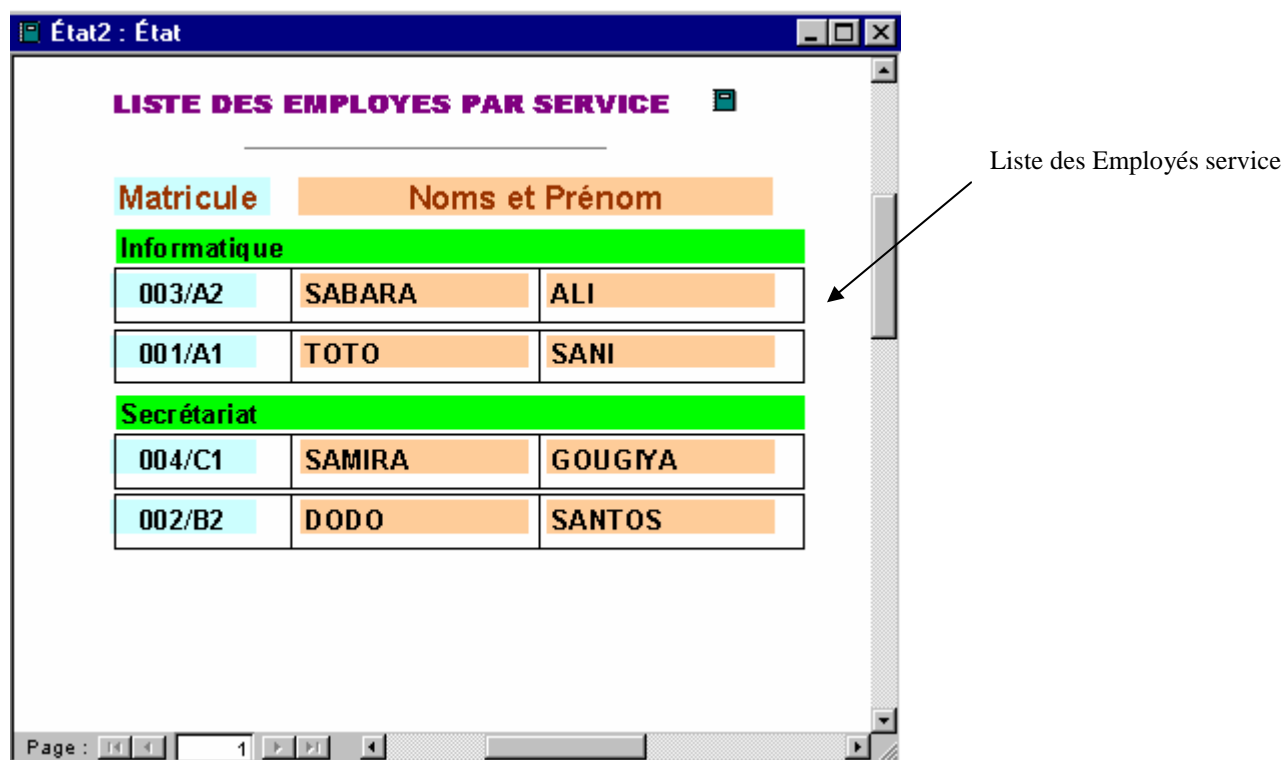 État2 : État
LISTE DES EMPLOYES PAR SERVICE
Liste des Employés service
Matricule Noms et Prénom
Informatique
003/A2 SABARA ALI
001/A1 TOTO SANI
Secrétariat
004/C1 SAMIRA GOUGIYA
002/B2 DODO SANTOS
Page : 1